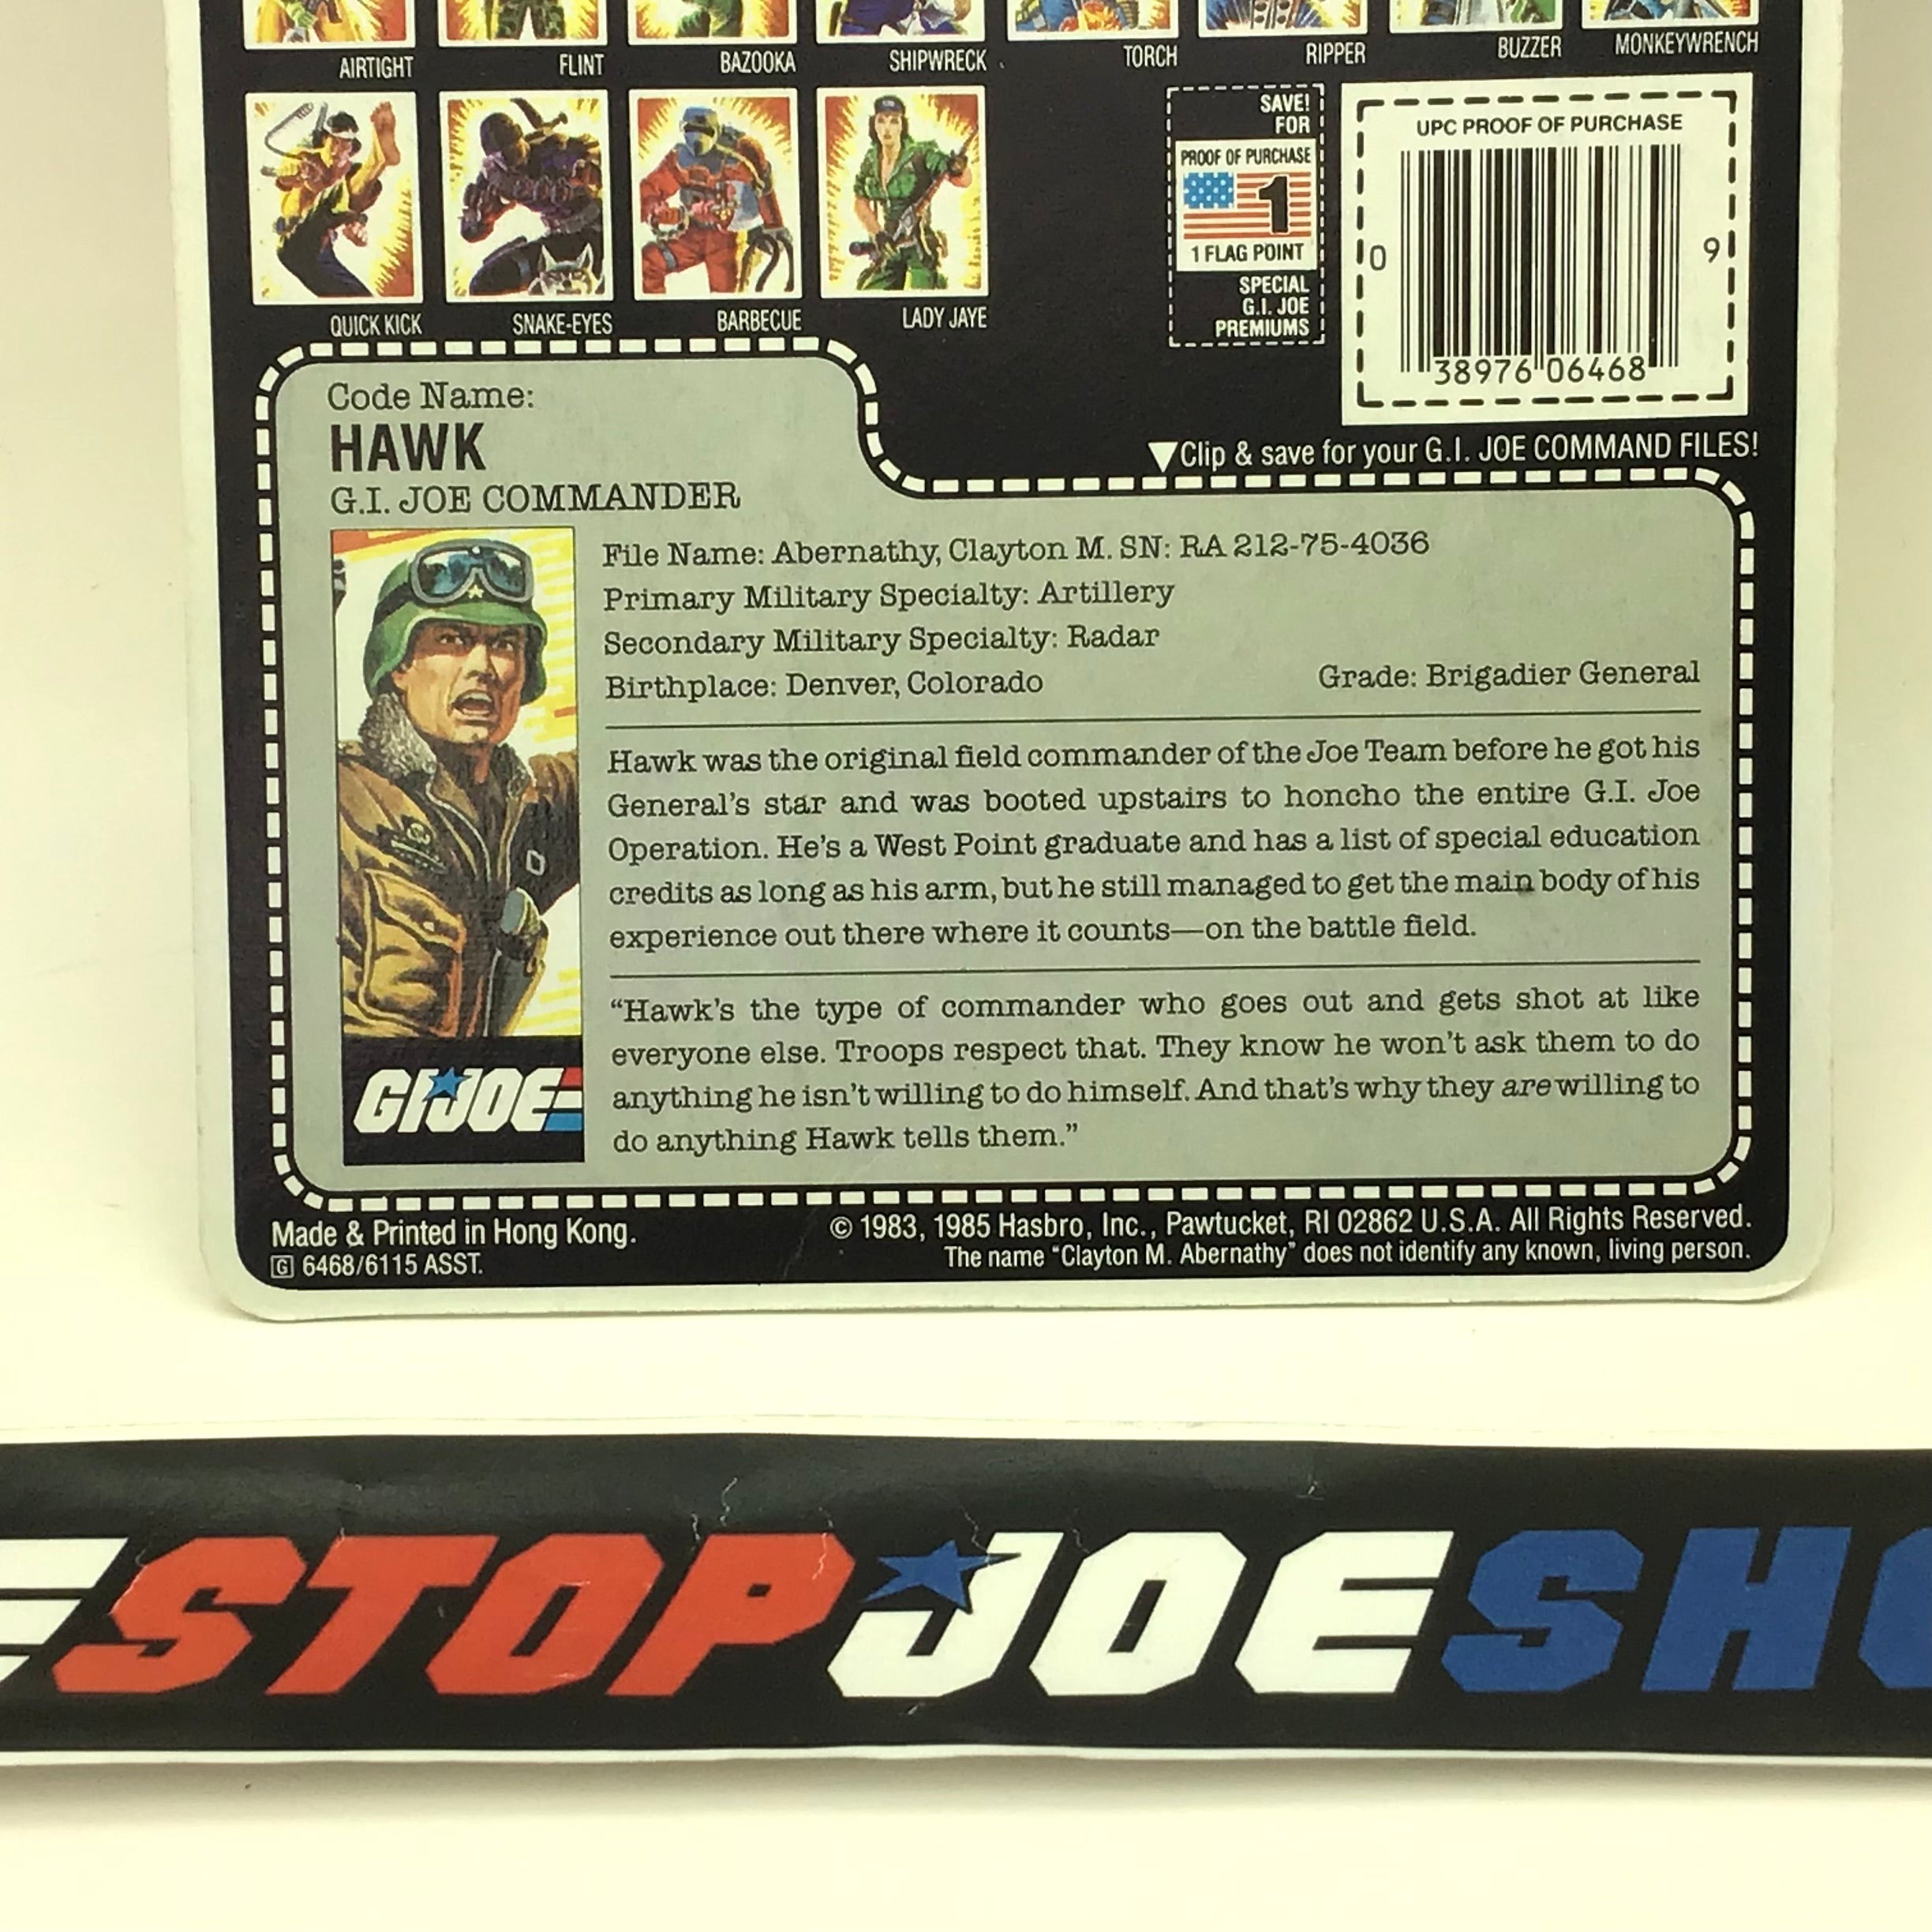 AIRTIGHT FLINT BAZOOKA SHIPWRECK TORCH RIPPER BUZZER MONKEYWRENCH
QUICK KICK SNAKE-EYES BARBECUE LADY JAYE
SAVE!
FOR
PROOF OF PURCHASE
1
1 FLAG POINT
SPECIAL
G.I. JOE
PREMIUMS
UPC PROOF OF PURCHASE
0 38976 06468 9
▼Clip & save for your G.I. JOE COMMAND FILES!
Code Name:
HAWK
G.I. JOE COMMANDER
File Name: Abernathy, Clayton M. SN: RA 212-75-4036
Primary Military Specialty: Artillery
Secondary Military Specialty: Radar
Birthplace: Denver, Colorado Grade: Brigadier General
Hawk was the original field commander of the Joe Team before he got his
General's star and was booted upstairs to honcho the entire G.I. Joe
Operation. He's a West Point graduate and has a list of special education
credits as long as his arm, but he still managed to get the main body of his
experience out there where it counts—on the battle field.
"Hawk's the type of commander who goes out and gets shot at like
everyone else. Troops respect that. They know he won't ask them to do
anything he isn't willing to do himself. And that's why they are willing to
do anything Hawk tells them."
GI JOE
Made & Printed in Hong Kong.
G 6468/6115 ASST.
© 1983, 1985 Hasbro, Inc., Pawtucket, RI 02862 U.S.A. All Rights Reserved.
The name "Clayton M. Abernathy" does not identify any known, living person.
E STOP JOE SHO